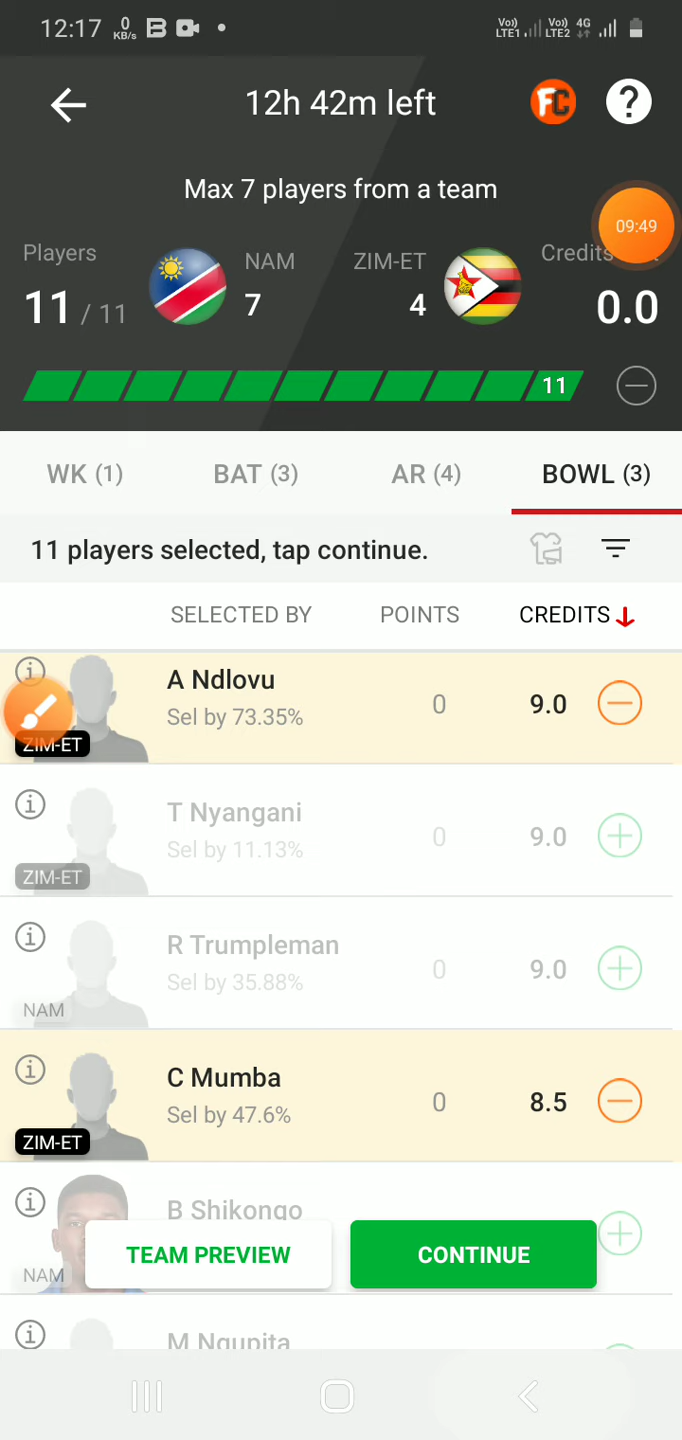 12:17 0 KB/s B Vo) LTE1 Vo) LTE2 4G
12h 42m left FC ?
Max 7 players from a team
09:49
Players NAM ZIM-ET Credits
11 / 11 7 4 0.0
11
WK (1) BAT (3) AR (4) BOWL (3)
11 players selected, tap continue.
SELECTED BY POINTS CREDITS
A Ndlovu
Sel by 73.35% 0 9.0
ZIM-ET
T Nyangani
Sel by 11.13% 0 9.0
ZIM-ET
R Trumpleman
Sel by 35.88% 0 9.0
NAM
C Mumba
Sel by 47.6% 0 8.5
ZIM-ET
B Shikongo
NAM
TEAM PREVIEW CONTINUE
M Ngupita